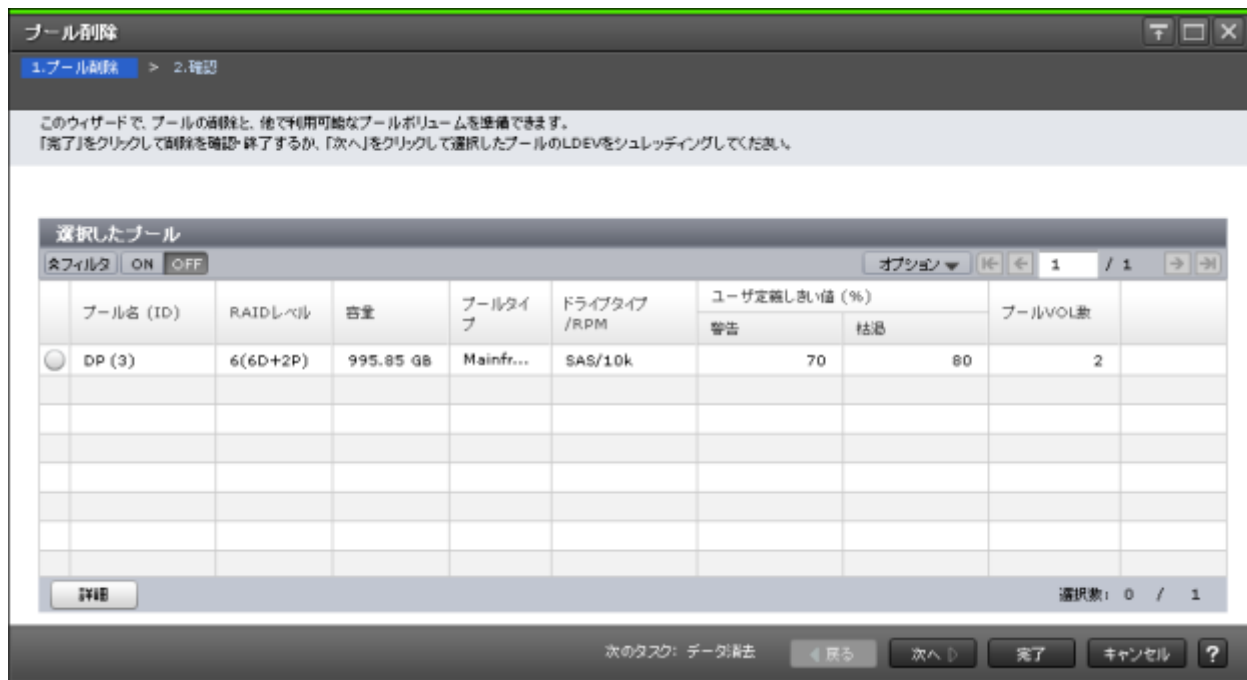 プール削除
1.プール削除 > 2.確認
このウィザードで、プールの削除と、他で利用可能なプールボリュームを準備できます。
「完了」をクリックして削除を確認・終了するか、「次へ」をクリックして選択したプールのLDEVをシュレッディングしてください。
選択したプール
フィルタ ON OFF オプション 1 / 1
プール名 (ID) RAIDレベル 容量 プールタイプ ドライブタイプ/RPM ユーザ定義しきい値 (%) 警告 枯渇 プールVOL数
DP (3) 6(6D+2P) 995.85 GB Mainfr... SAS/10k 70 80 2
詳細 選択数: 0 / 1
次のタスク: データ消去 戻る 次へ 完了 キャンセル ?